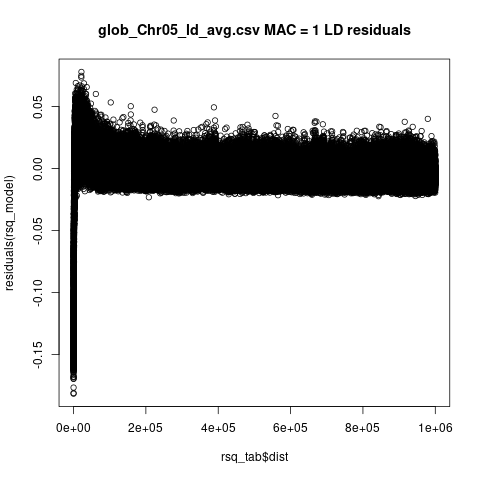 glob_Chr05_ld_avg.csv MAC = 1 LD residuals
residuals(rsq_model)
0.05
0.00
-0.05
-0.10
-0.15
0e+00 2e+05 4e+05 6e+05 8e+05 1e+06
rsq_tab$dist